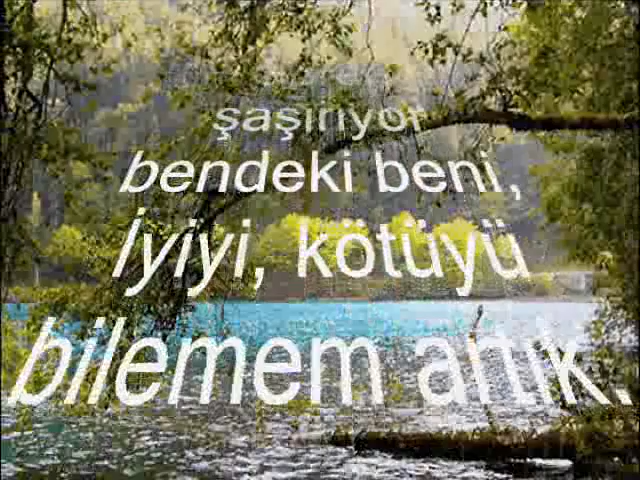 şaşırıyor
bendeki beni,
İyiyi, kötüyü
bilemem artık.